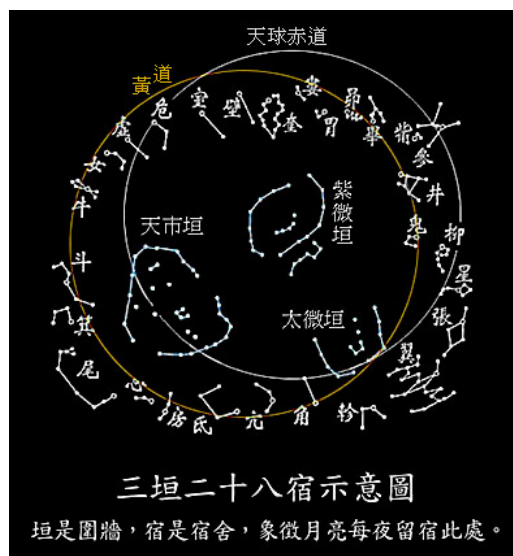 天球赤道
黃道
婁
昴
室
壁
奎
胃
畢
觜
參
危
虛
女
牛
井
鬼
柳
星
張
翼
紫微垣
天市垣
太微垣
斗
箕
尾
心
房
氐
亢
角
軫
三垣二十八宿示意圖
垣是圍牆，宿是宿舍，象徵月亮每夜留宿此處。